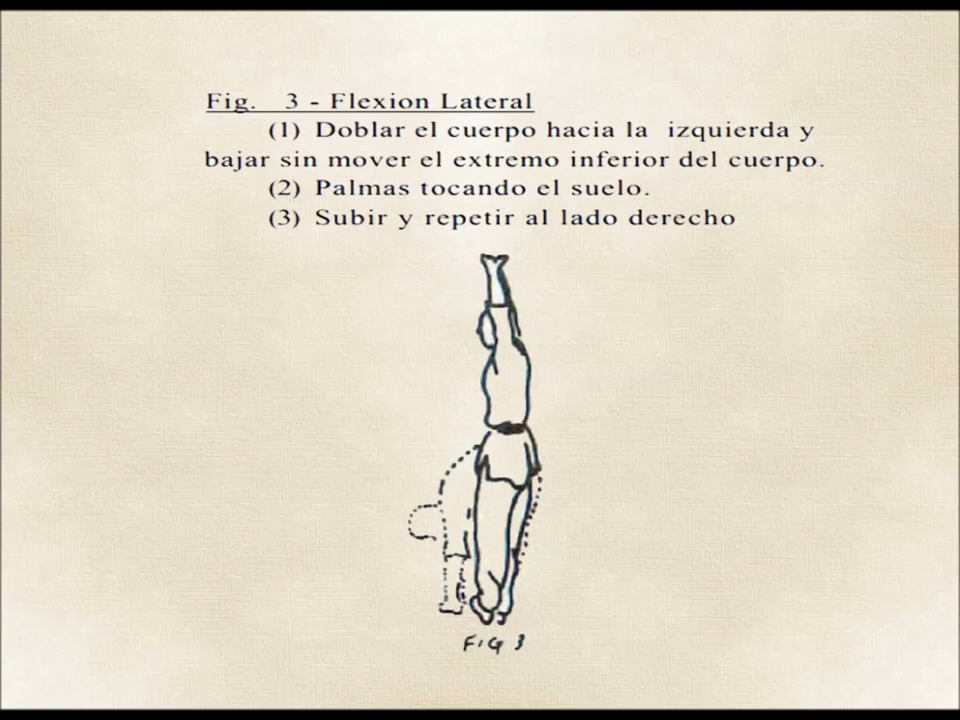 Fig. 3 - Flexion Lateral
(1) Doblar el cuerpo hacia la izquierda y
bajar sin mover el extremo inferior del cuerpo.
(2) Palmas tocando el suelo.
(3) Subir y repetir al lado derecho
FIG 3